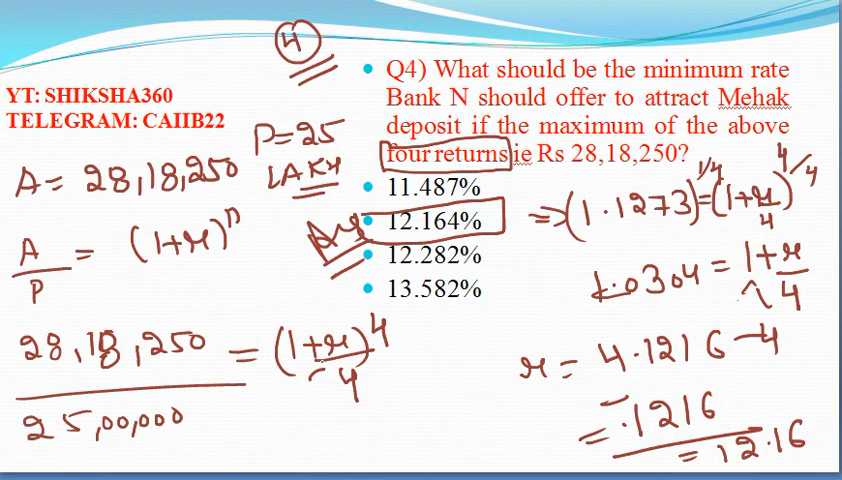 4
YT: SHIKSHA360
TELEGRAM: CAIIB22
Q4) What should be the minimum rate
Bank N should offer to attract Mehak
deposit if the maximum of the above
four returns ie Rs 28,18,250?
11.487%
12.164%
12.282%
13.582%
P=25
LAKH
A= 28,18,250
A/P = (1+r)^n
28,18,250 / 25,00,000 = (1+r/4)^4
Ans
=> (1.1273)^1/4 = (1+r/4)^4/4
1.0304 = 1+r/4
r = 4.1216-4
= .1216
= 12.16